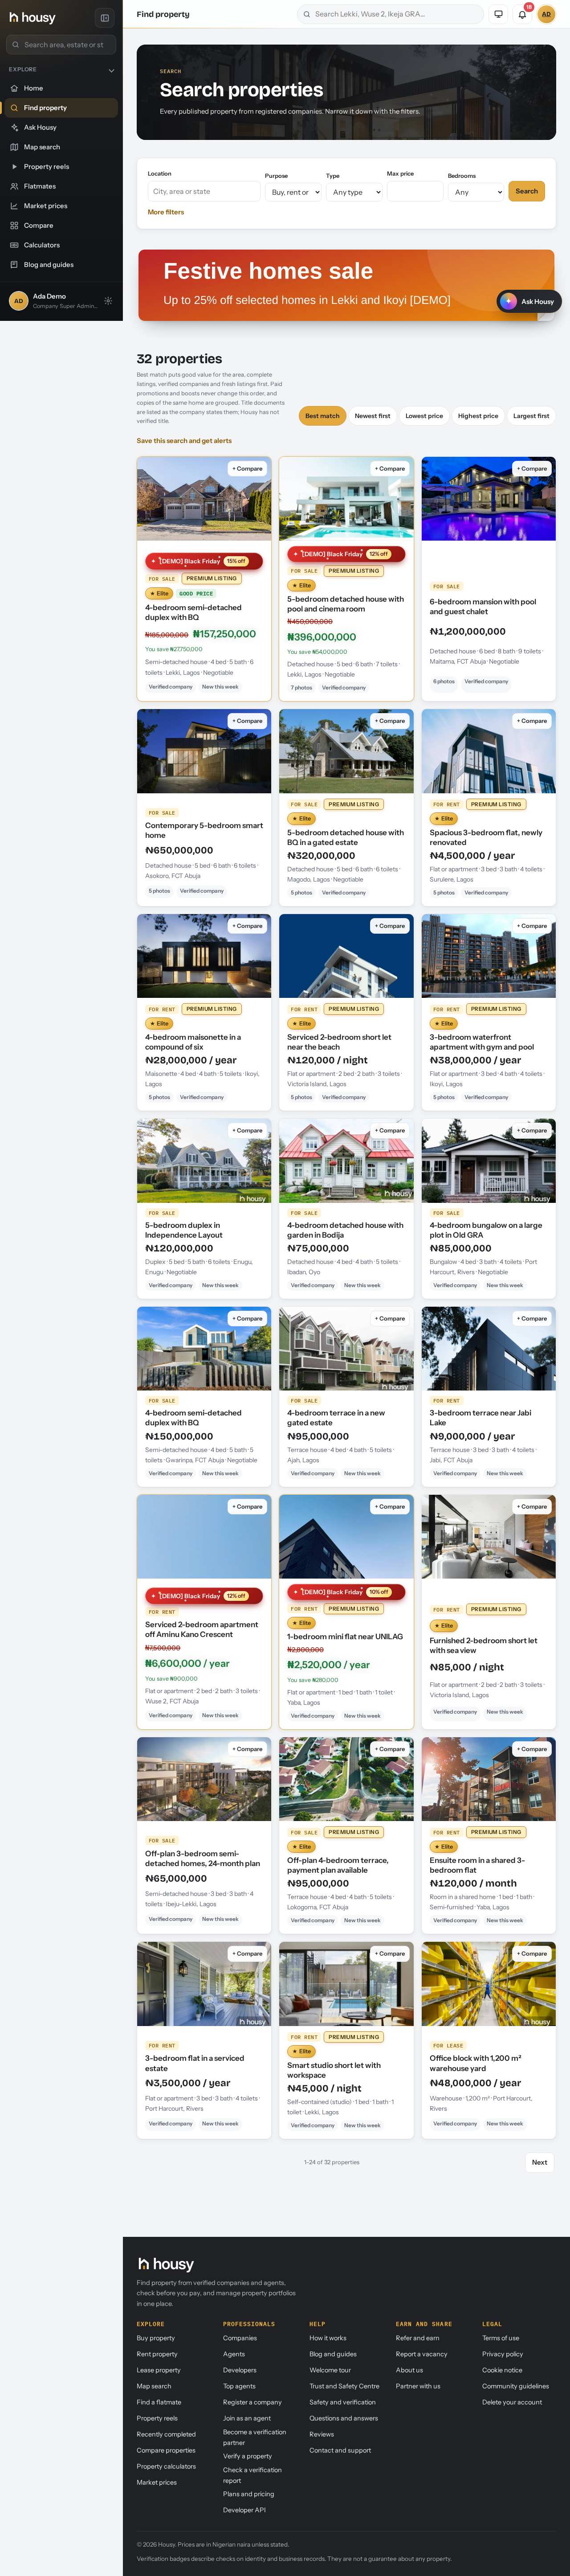 housy
Search area, estate or st
EXPLORE
Home
Find property
Ask Housy
Map search
Property reels
Flatmates
Market prices
Compare
Calculators
Blog and guides
AD
Ada Demo
Company Super Admin...
Find property
Search Lekki, Wuse 2, Ikeja GRA...
18
AD
SEARCH
Search properties
Every published property from registered companies. Narrow it down with the filters.
Location
Purpose
Type
Max price
Bedrooms
City, area or state
Buy, rent or
Any type
Any
Search
More filters
Festive homes sale
Up to 25% off selected homes in Lekki and Ikoyi [DEMO]
Ask Housy
32 properties
Best match puts good value for the area, complete
listings, verified companies and fresh listings first. Paid
promotions and boosts never change this order, and
copies of the same home are grouped. Title documents
are listed as the company states them; Housy has not
verified title.
Best match
Newest first
Lowest price
Highest price
Largest first
Save this search and get alerts
+ Compare
[DEMO] Black Friday 15% off
FOR SALE PREMIUM LISTING
★ Elite GOOD PRICE
4-bedroom semi-detached
duplex with BQ
₦185,000,000 ₦157,250,000
You save ₦27,750,000
Semi-detached house · 4 bed · 5 bath · 6
toilets · Lekki, Lagos · Negotiable
Verified company New this week
+ Compare
[DEMO] Black Friday 12% off
FOR SALE PREMIUM LISTING
★ Elite
5-bedroom detached house with
pool and cinema room
₦450,000,000
₦396,000,000
You save ₦54,000,000
Detached house · 5 bed · 6 bath · 7 toilets ·
Lekki, Lagos · Negotiable
7 photos Verified company
+ Compare
FOR SALE
6-bedroom mansion with pool
and guest chalet
₦1,200,000,000
Detached house · 6 bed · 8 bath · 9 toilets ·
Maitama, FCT Abuja · Negotiable
6 photos Verified company
+ Compare
FOR SALE
Contemporary 5-bedroom smart
home
₦650,000,000
Detached house · 5 bed · 6 bath · 6 toilets ·
Asokoro, FCT Abuja
5 photos Verified company
+ Compare
FOR SALE PREMIUM LISTING
★ Elite
5-bedroom detached house with
BQ in a gated estate
₦320,000,000
Detached house · 5 bed · 6 bath · 6 toilets ·
Magodo, Lagos · Negotiable
5 photos Verified company
+ Compare
FOR RENT PREMIUM LISTING
★ Elite
Spacious 3-bedroom flat, newly
renovated
₦4,500,000 / year
Flat or apartment · 3 bed · 3 bath · 4 toilets ·
Surulere, Lagos
5 photos Verified company
+ Compare
FOR RENT PREMIUM LISTING
★ Elite
4-bedroom maisonette in a
compound of six
₦28,000,000 / year
Maisonette · 4 bed · 4 bath · 5 toilets · Ikoyi,
Lagos
5 photos Verified company
+ Compare
FOR RENT PREMIUM LISTING
★ Elite
Serviced 2-bedroom short let
near the beach
₦120,000 / night
Flat or apartment · 2 bed · 2 bath · 3 toilets ·
Victoria Island, Lagos
5 photos Verified company
+ Compare
FOR RENT PREMIUM LISTING
★ Elite
3-bedroom waterfront
apartment with gym and pool
₦38,000,000 / year
Flat or apartment · 3 bed · 4 bath · 4 toilets ·
Ikoyi, Lagos
5 photos Verified company
+ Compare
housy
FOR SALE
5-bedroom duplex in
Independence Layout
₦120,000,000
Duplex · 5 bed · 5 bath · 6 toilets · Enugu,
Enugu · Negotiable
Verified company New this week
+ Compare
housy
FOR SALE
4-bedroom detached house with
garden in Bodija
₦75,000,000
Detached house · 4 bed · 4 bath · 5 toilets ·
Ibadan, Oyo
Verified company New this week
+ Compare
housy
FOR SALE
4-bedroom bungalow on a large
plot in Old GRA
₦85,000,000
Bungalow · 4 bed · 3 bath · 4 toilets · Port
Harcourt, Rivers · Negotiable
Verified company New this week
+ Compare
FOR SALE
4-bedroom semi-detached
duplex with BQ
₦150,000,000
Semi-detached house · 4 bed · 5 bath · 5
toilets · Gwarinpa, FCT Abuja · Negotiable
Verified company New this week
+ Compare
housy
FOR SALE
4-bedroom terrace in a new
gated estate
₦95,000,000
Terrace house · 4 bed · 4 bath · 5 toilets ·
Ajah, Lagos
Verified company New this week
+ Compare
FOR RENT
3-bedroom terrace near Jabi
Lake
₦9,000,000 / year
Terrace house · 3 bed · 3 bath · 4 toilets ·
Jabi, FCT Abuja
Verified company New this week
+ Compare
[DEMO] Black Friday 12% off
FOR RENT
Serviced 2-bedroom apartment
off Aminu Kano Crescent
₦7,500,000
₦6,600,000 / year
You save ₦900,000
Flat or apartment · 2 bed · 2 bath · 3 toilets ·
Wuse 2, FCT Abuja
Verified company New this week
+ Compare
[DEMO] Black Friday 10% off
FOR RENT PREMIUM LISTING
★ Elite
1-bedroom mini flat near UNILAG
₦2,800,000
₦2,520,000 / year
You save ₦280,000
Flat or apartment · 1 bed · 1 bath · 1 toilet ·
Yaba, Lagos
Verified company New this week
+ Compare
FOR RENT PREMIUM LISTING
★ Elite
Furnished 2-bedroom short let
with sea view
₦85,000 / night
Flat or apartment · 2 bed · 2 bath · 3 toilets ·
Victoria Island, Lagos
Verified company New this week
+ Compare
FOR SALE
Off-plan 3-bedroom semi-
detached homes, 24-month plan
₦65,000,000
Semi-detached house · 3 bed · 3 bath · 4
toilets · Ibeju-Lekki, Lagos
Verified company New this week
+ Compare
FOR SALE PREMIUM LISTING
★ Elite
Off-plan 4-bedroom terrace,
payment plan available
₦95,000,000
Terrace house · 4 bed · 4 bath · 5 toilets ·
Lokogoma, FCT Abuja
Verified company New this week
+ Compare
FOR RENT PREMIUM LISTING
★ Elite
Ensuite room in a shared 3-
bedroom flat
₦120,000 / month
Room in a shared home · 1 bed · 1 bath ·
Semi-furnished · Yaba, Lagos
Verified company New this week
+ Compare
housy
FOR RENT
3-bedroom flat in a serviced
estate
₦3,500,000 / year
Flat or apartment · 3 bed · 3 bath · 4 toilets ·
Port Harcourt, Rivers
Verified company New this week
+ Compare
FOR RENT PREMIUM LISTING
★ Elite
Smart studio short let with
workspace
₦45,000 / night
Self-contained (studio) · 1 bed · 1 bath · 1
toilet · Lekki, Lagos
Verified company New this week
+ Compare
housy
FOR LEASE
Office block with 1,200 m²
warehouse yard
₦48,000,000 / year
Warehouse · 1,200 m² · Port Harcourt,
Rivers
Verified company New this week
1–24 of 32 properties
Next
housy
Find property from verified companies and agents,
check before you pay, and manage property portfolios
in one place.
EXPLORE
Buy property
Rent property
Lease property
Map search
Find a flatmate
Property reels
Recently completed
Compare properties
Property calculators
Market prices
PROFESSIONALS
Companies
Agents
Developers
Top agents
Register a company
Join as an agent
Become a verification
partner
Verify a property
Check a verification
report
Plans and pricing
Developer API
HELP
How it works
Blog and guides
Welcome tour
Trust and Safety Centre
Safety and verification
Questions and answers
Reviews
Contact and support
EARN AND SHARE
Refer and earn
Report a vacancy
About us
Partner with us
LEGAL
Terms of use
Privacy policy
Cookie notice
Community guidelines
Delete your account
© 2026 Housy. Prices are in Nigerian naira unless stated.
Verification badges describe checks on identity and business records. They are not a guarantee about any property.